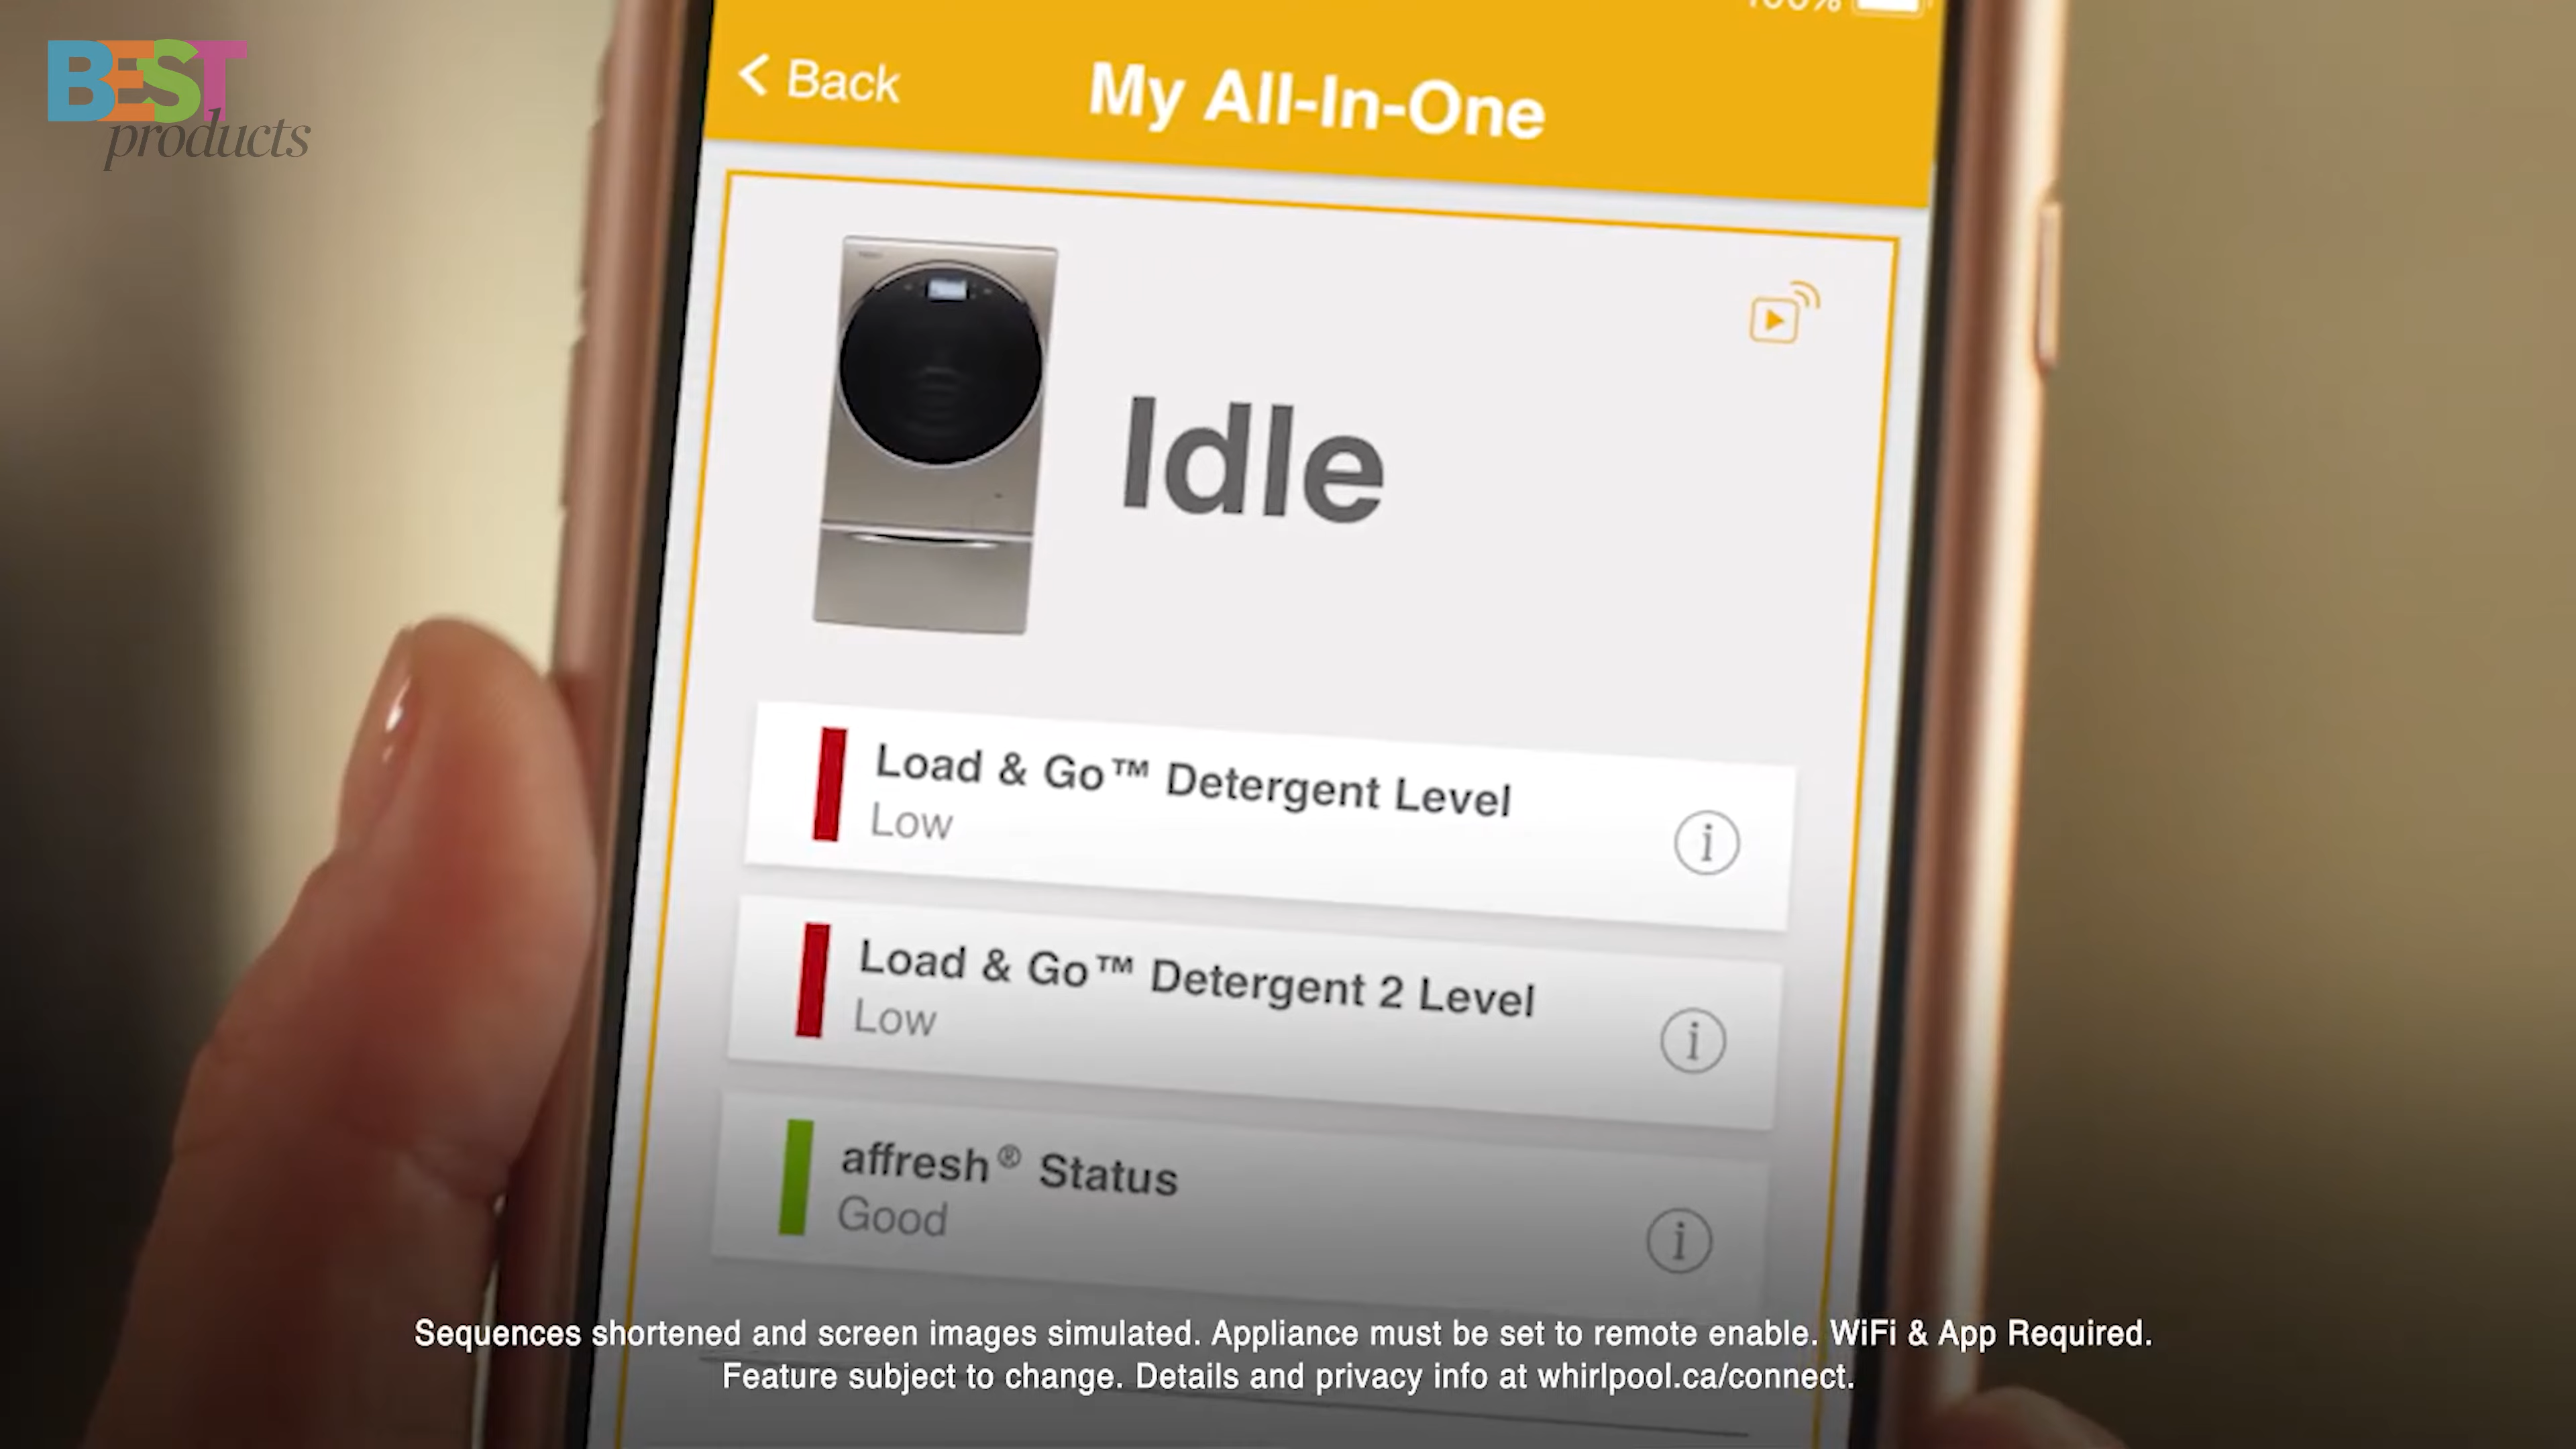 BEST
products
100%
Back
My All-In-One
Idle
Load & Go™ Detergent Level
Low
Load & Go™ Detergent 2 Level
Low
affresh® Status
Good
Sequences shortened and screen images simulated. Appliance must be set to remote enable. WiFi & App Required.
Feature subject to change. Details and privacy info at whirlpool.ca/connect.